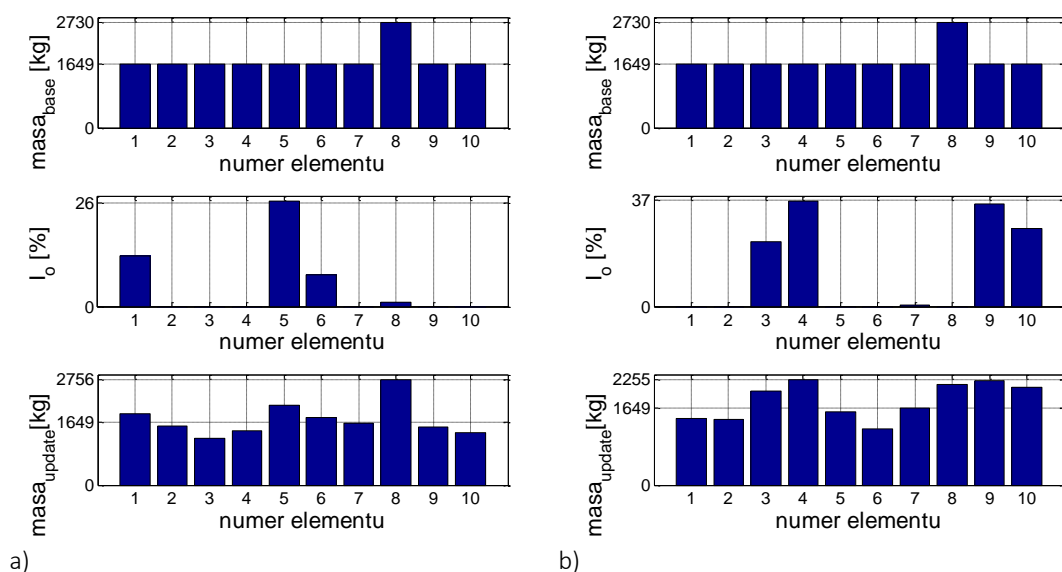 2730
1649
0
masa_base [kg]
1 2 3 4 5 6 7 8 9 10
numer elementu
26
0
I_o [%]
1 2 3 4 5 6 7 8 9 10
numer elementu
2756
1649
0
masa_update[kg]
1 2 3 4 5 6 7 8 9 10
numer elementu
a)
2730
1649
0
masa_base [kg]
1 2 3 4 5 6 7 8 9 10
numer elementu
37
0
I_o [%]
1 2 3 4 5 6 7 8 9 10
numer elementu
2255
1649
0
masa_update[kg]
1 2 3 4 5 6 7 8 9 10
numer elementu
b)